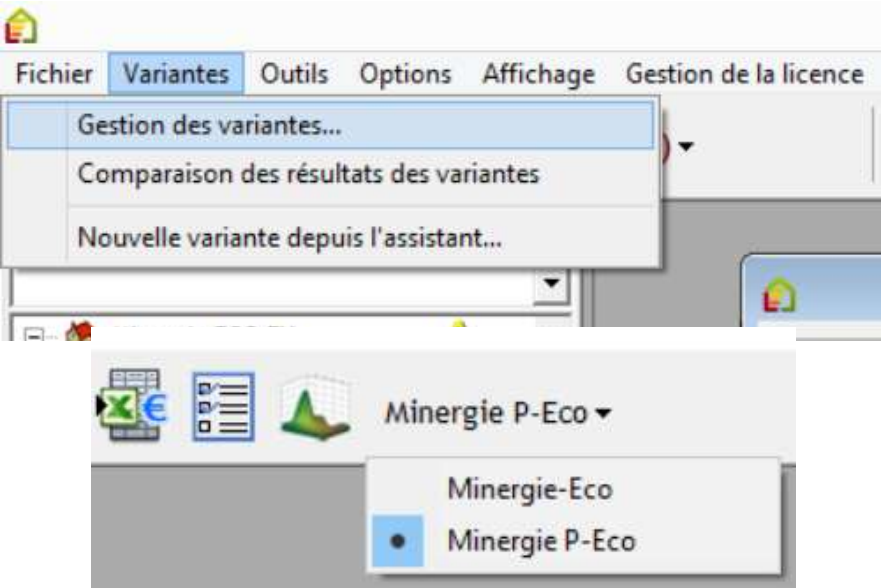 Fichier Variantes Outils Options Affichage Gestion de la licence
Gestion des variantes...
Comparaison des résultats des variantes
Nouvelle variante depuis l'assistant...
Minergie P-Eco
Minergie-Eco
Minergie P-Eco